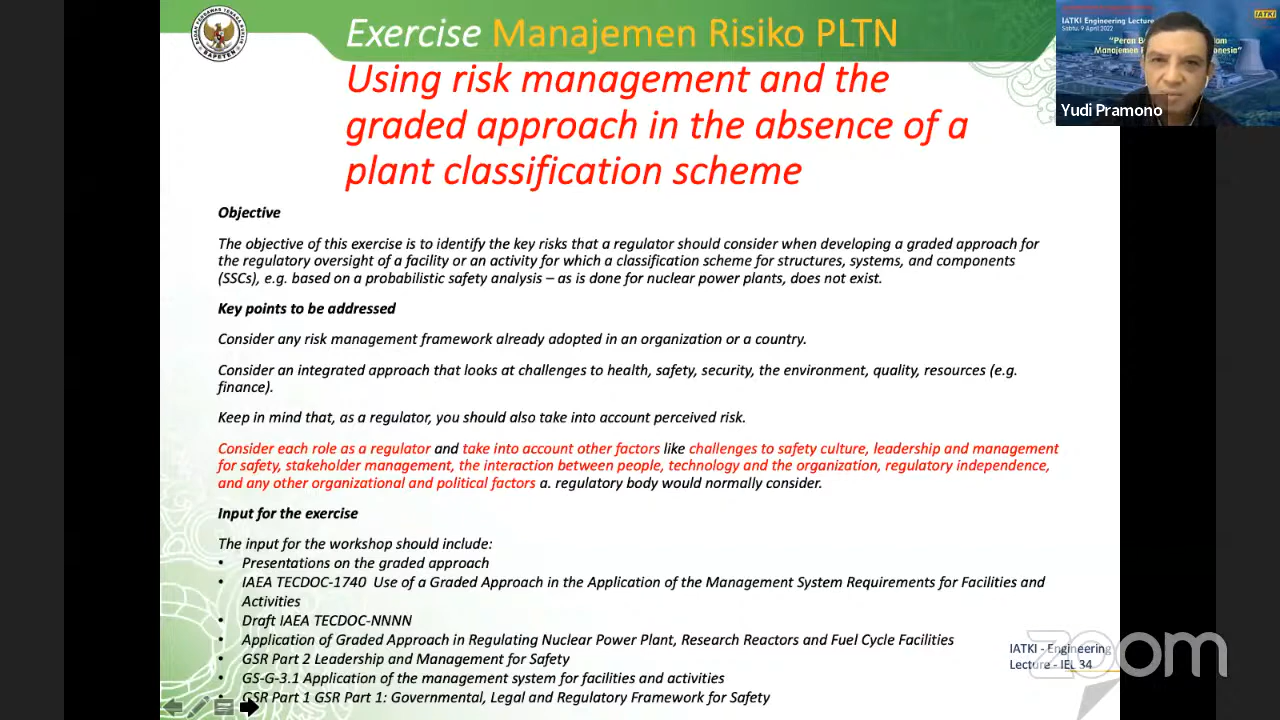 Exercise Manajemen Risiko PLTN
Using risk management and the
graded approach in the absence of a
plant classification scheme
IATKI Engineering Lecture
Sabtu, 9 April 2022
IATKI
Manajemen
Yudi Pramono
BAPETEN
Objective
The objective of this exercise is to identify the key risks that a regulator should consider when developing a graded approach for
the regulatory oversight of a facility or an activity for which a classification scheme for structures, systems, and components
(SSCs), e.g. based on a probabilistic safety analysis – as is done for nuclear power plants, does not exist.
Key points to be addressed
Consider any risk management framework already adopted in an organization or a country.
Consider an integrated approach that looks at challenges to health, safety, security, the environment, quality, resources (e.g.
finance).
Keep in mind that, as a regulator, you should also take into account perceived risk.
Consider each role as a regulator and take into account other factors like challenges to safety culture, leadership and management
for safety, stakeholder management, the interaction between people, technology and the organization, regulatory independence,
and any other organizational and political factors a. regulatory body would normally consider.
Input for the exercise
The input for the workshop should include:
• Presentations on the graded approach
• IAEA TECDOC-1740 Use of a Graded Approach in the Application of the Management System Requirements for Facilities and
Activities
• Draft IAEA TECDOC-NNNN
• Application of Graded Approach in Regulating Nuclear Power Plant, Research Reactors and Fuel Cycle Facilities
• GSR Part 2 Leadership and Management for Safety
• GS-G-3.1 Application of the management system for facilities and activities
• GSR Part 1 GSR Part 1: Governmental, Legal and Regulatory Framework for Safety
IATKI - Engineering
Lecture - IEL 34
zoom